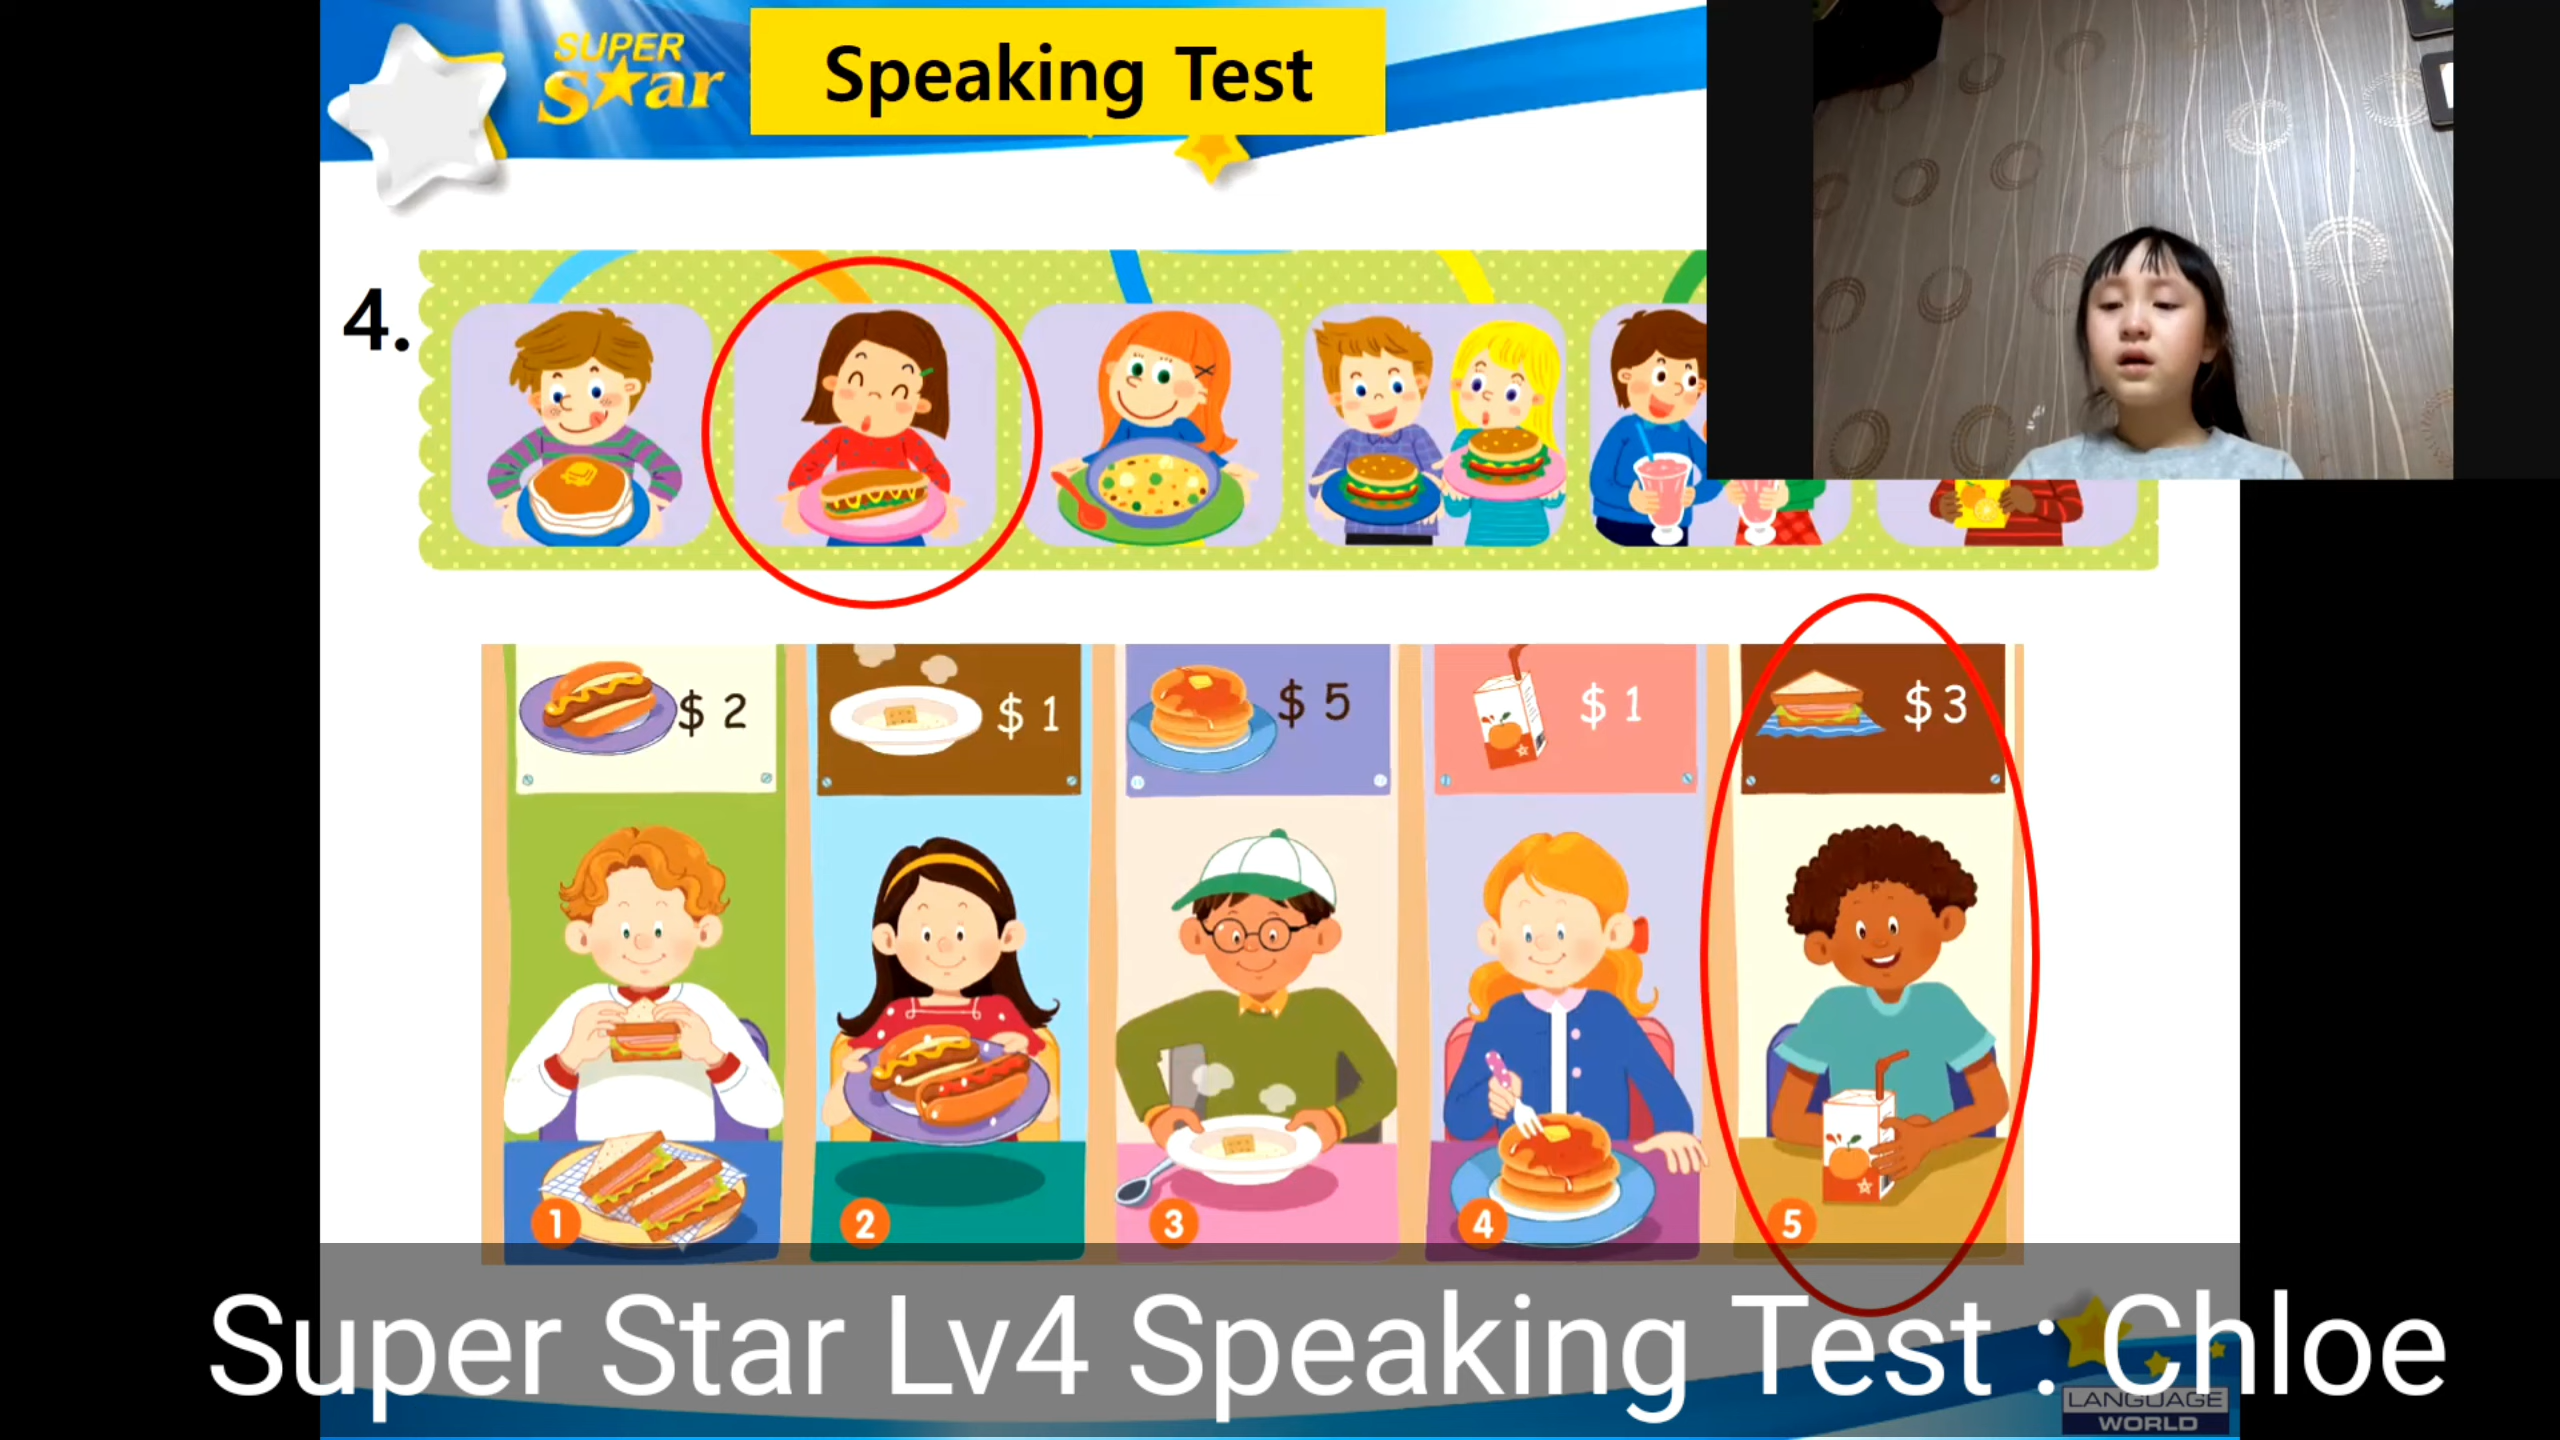 SUPER
Star
Speaking Test
4.
$ 2
$ 1
$ 5
$ 1
$3
1
2
3
4
5
Super Star Lv4 Speaking Test : Chloe
LANGUAGE
WORLD